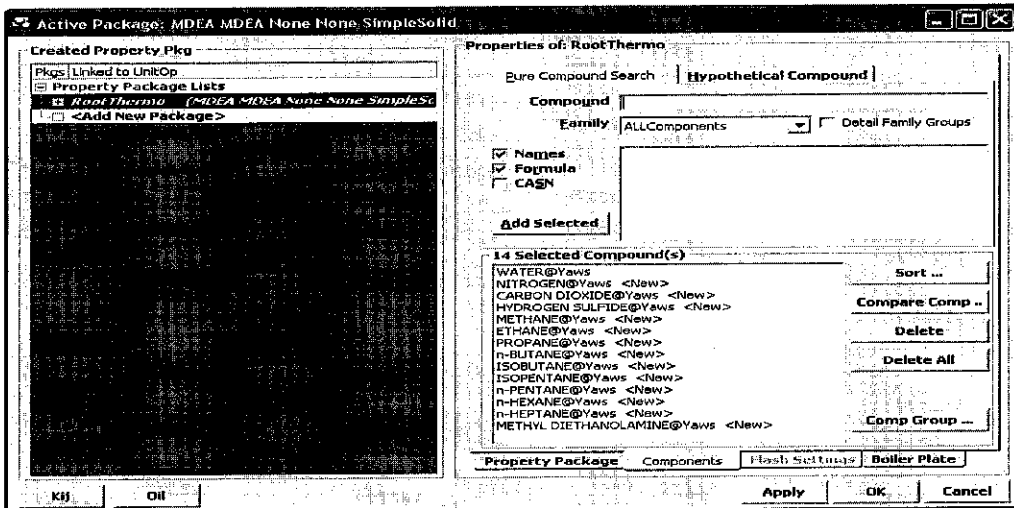 Active Package: MDEA MDEA None None SimpleSolid
Created Property Pkg
Pkgs Linked to UnitOp
Property Package Lists
RootThermo (MDEA MDEA None None SimpleSc
<Add New Package>
Kij
Oil
Properties of: RootThermo
Pure Compound Search
Hypothetical Compound
Compound
Family
ALLComponents
Detail Family Groups
Names
Formula
CASN
Add Selected
14 Selected Compound(s)
WATER@Yaws
NITROGEN@Yaws <New>
CARBON DIOXIDE@Yaws <New>
HYDROGEN SULFIDE@Yaws <New>
METHANE@Yaws <New>
ETHANE@Yaws <New>
PROPANE@Yaws <New>
n-BUTANE@Yaws <New>
ISOBUTANE@Yaws <New>
ISOPENTANE@Yaws <New>
n-PENTANE@Yaws <New>
n-HEXANE@Yaws <New>
n-HEPTANE@Yaws <New>
METHYL DIETHANOLAMINE@Yaws <New>
Sort ...
Compare Comp ..
Delete
Delete All
Comp Group ...
Property Package
Components
Flash Settings
Boiler Plate
Apply
OK
Cancel